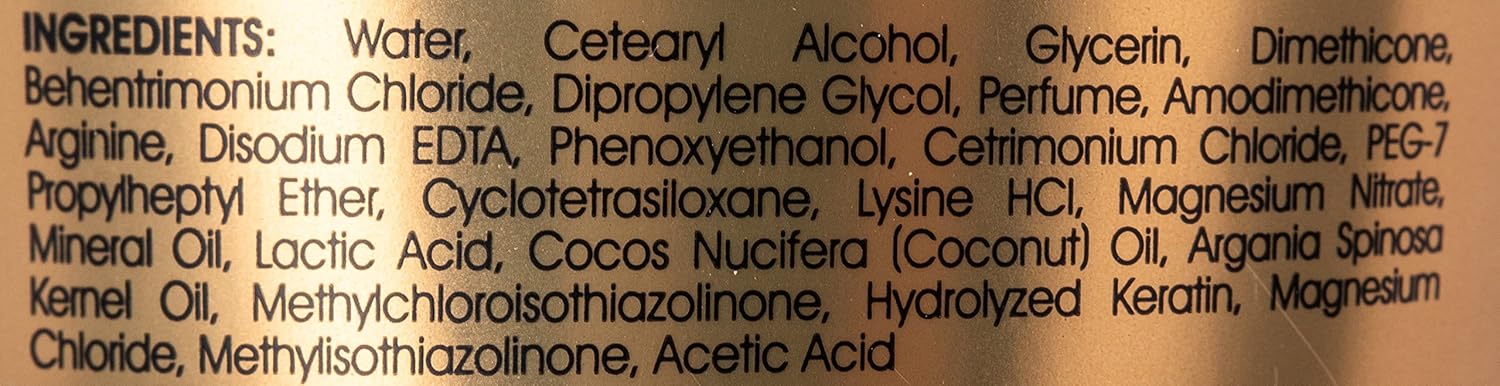 INGREDIENTS: Water, Cetearyl Alcohol, Glycerin, Dimethicone,
Behentrimonium Chloride, Dipropylene Glycol, Perfume, Amodimethicone,
Arginine, Disodium EDTA, Phenoxyethanol, Cetrimonium Chloride, PEG-7
Propylheptyl Ether, Cyclotetrasiloxane, Lysine HCl, Magnesium Nitrate,
Mineral Oil, Lactic Acid, Cocos Nucifera (Coconut) Oil, Argania Spinosa
Kernel Oil, Methylchloroisothiazolinone, Hydrolyzed Keratin, Magnesium
Chloride, Methylisothiazolinone, Acetic Acid